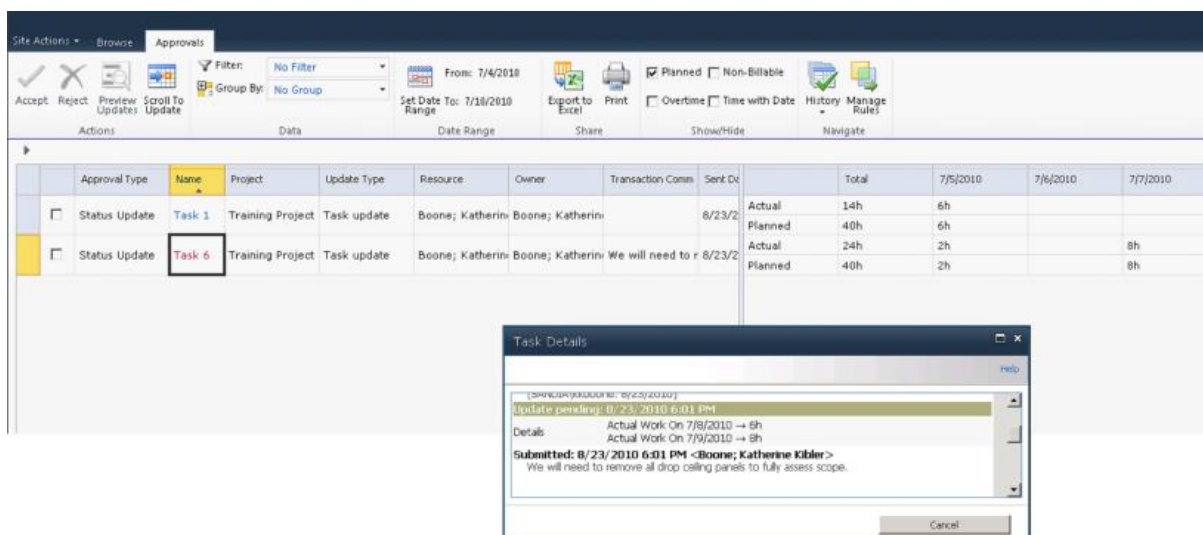 Site Actions Browse Approvals
Accept Reject Preview Updates Scroll To Update
Actions
Filter: No Filter
Group By: No Group
Data
Set Date Range From: 7/4/2010
To: 7/18/2010
Date Range
Export to Excel Print
Share
Planned Non-Billable
Overtime Time with Date
Show/Hide
History Manage Rules
Navigate
Approval Type Name Project Update Type Resource Owner Transaction Comm Sent Da Total 7/5/2010 7/6/2010 7/7/2010
Status Update Task 1 Training Project Task update Boone; Katherin Boone; Katherin 8/23/2 Actual 14h 6h
Planned 40h 6h
Status Update Task 6 Training Project Task update Boone; Katherin Boone; Katherin We will need to r 8/23/2 Actual 24h 2h 8h
Planned 40h 2h 8h
Task Details
Help
Update pending: 8/23/2010 6:01 PM
Details Actual Work On 7/8/2010 → 6h
Actual Work On 7/9/2010 → 8h
Submitted: 8/23/2010 6:01 PM <Boone; Katherine Kibler>
We will need to remove all drop ceiling panels to fully assess scope.
Cancel